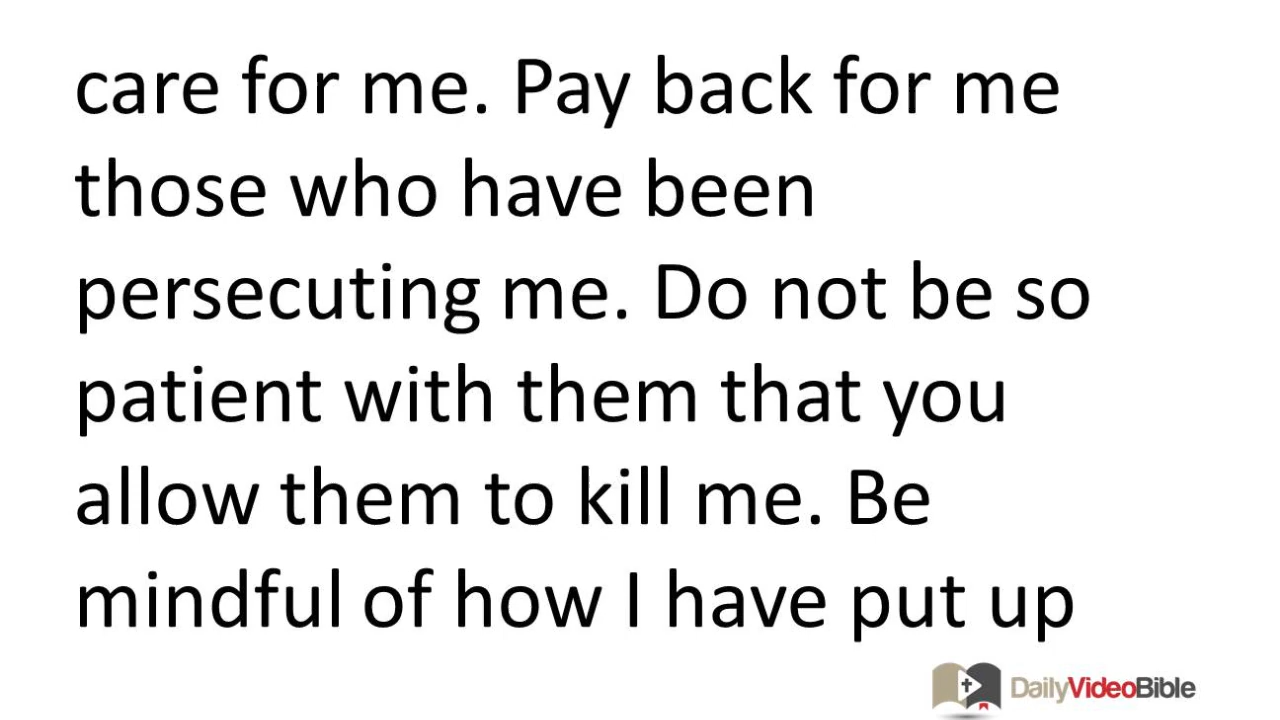 care for me. Pay back for me
those who have been
persecuting me. Do not be so
patient with them that you
allow them to kill me. Be
mindful of how I have put up
DailyVideoBible